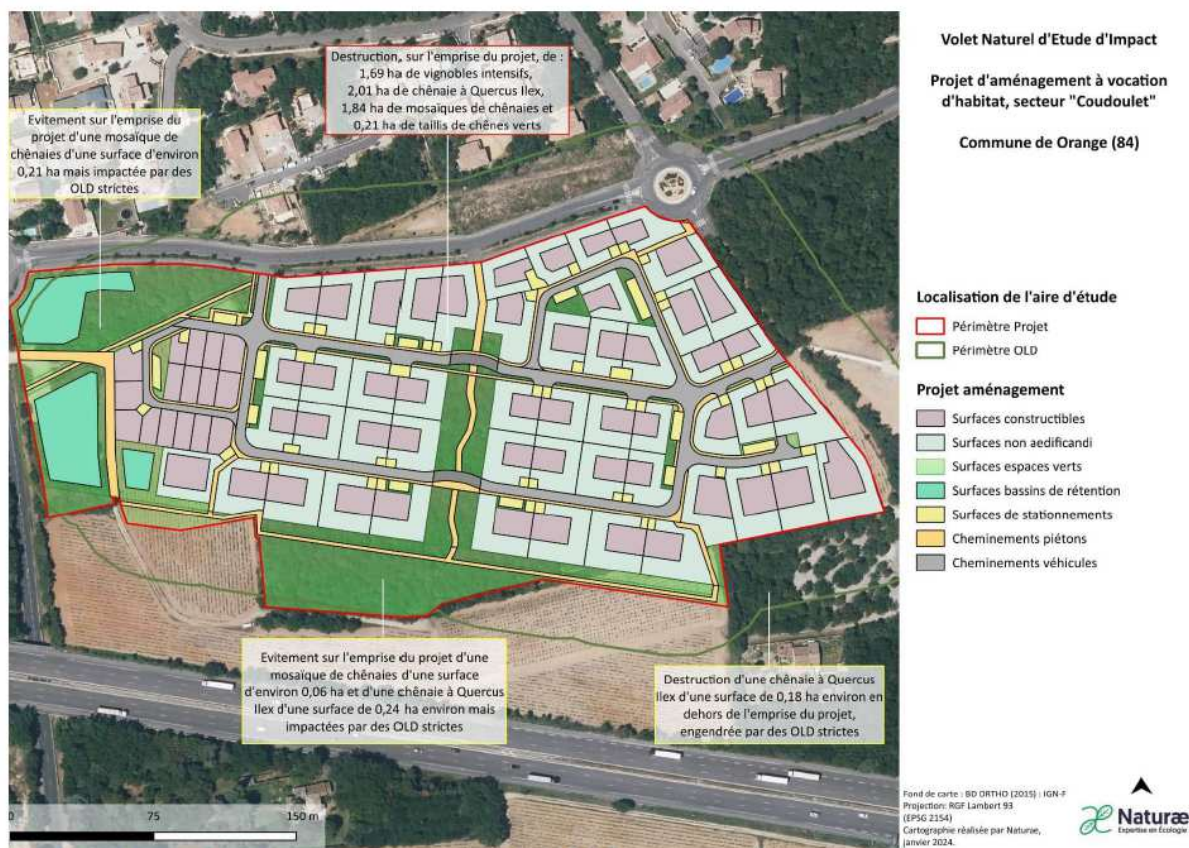 Volet Naturel d'Etude d'Impact
Projet d'aménagement à vocation
d'habitat, secteur "Coudoulet"
Commune de Orange (84)
Destruction, sur l'emprise du projet, de :
1,69 ha de vignobles intensifs,
2,01 ha de chênaie à Quercus Ilex,
1,84 ha de mosaïques de chênaies et
0,21 ha de taillis de chênes verts
Evitement sur l'emprise du
projet d'une mosaïque de
chênaies d'une surface d'environ
0,21 ha mais impactée par des
OLD strictes
Evitement sur l'emprise du projet d'une
mosaïque de chênaies d'une surface
d'environ 0,06 ha et d'une chênaie à Quercus
Ilex d'une surface de 0,24 ha environ mais
impactées par des OLD strictes
Destruction d'une chênaie à Quercus
Ilex d'une surface de 0,18 ha environ en
dehors de l'emprise du projet,
engendrée par des OLD strictes
0 75 150 m
Localisation de l'aire d'étude
Périmètre Projet
Périmètre OLD
Projet aménagement
Surfaces constructibles
Surfaces non aedificandi
Surfaces espaces verts
Surfaces bassins de rétention
Surfaces de stationnements
Cheminements piétons
Cheminements véhicules
Fond de carte : BD ORTHO (2015) : IGN-F
Projection: RGF Lambert 93
(EPSG 2154)
Cartographie réalisée par Naturae,
janvier 2024.
Naturæ
Expertise en Écologie